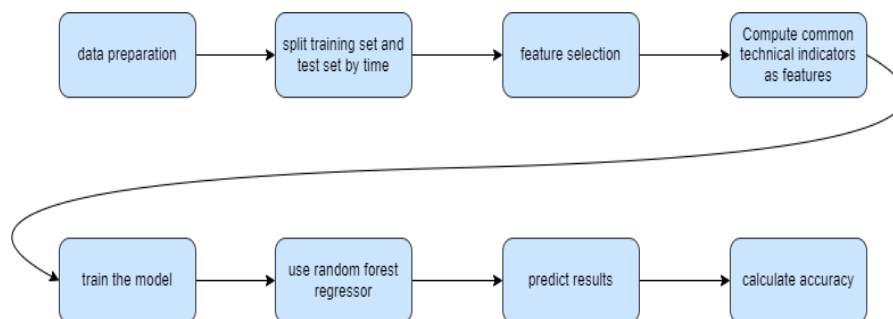 data preparation
split training set and
test set by time
feature selection
Compute common
technical indicators
as features
train the model
use random forest
regressor
predict results
calculate accuracy